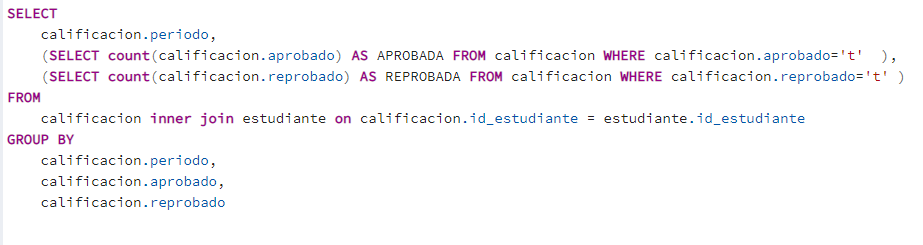 SELECT
calificacion.periodo,
(SELECT count(calificacion.aprobado) AS APROBADA FROM calificacion WHERE calificacion.aprobado='t'  ),
(SELECT count(calificacion.reprobado) AS REPROBADA FROM calificacion WHERE calificacion.reprobado='t' )
FROM
calificacion inner join estudiante on calificacion.id_estudiante = estudiante.id_estudiante
GROUP BY
calificacion.periodo,
calificacion.aprobado,
calificacion.reprobado